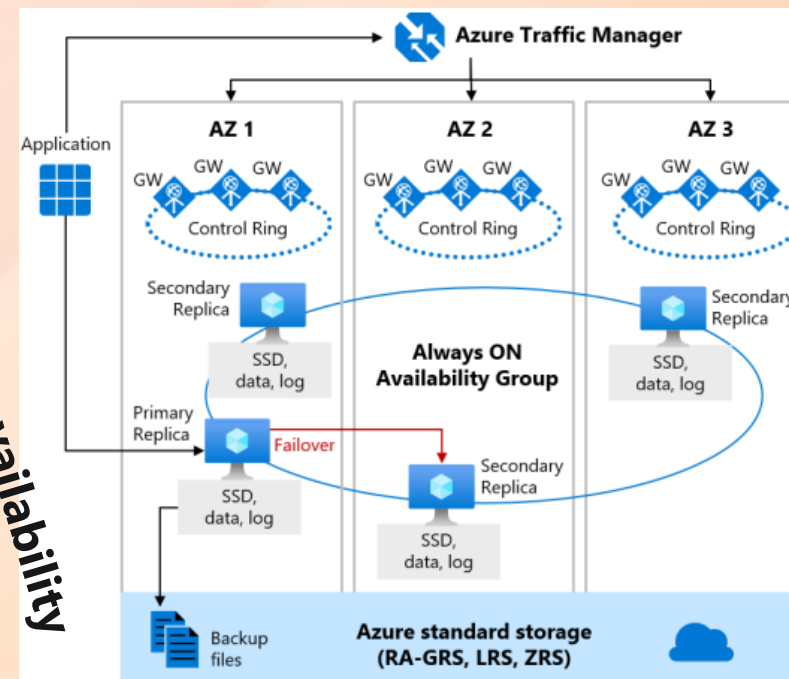 Azure Traffic Manager
AZ 1
AZ 2
AZ 3
Application
GW
GW
GW
Control Ring
GW
GW
GW
Control Ring
GW
GW
GW
Control Ring
Secondary
Replica
SSD,
data, log
Always ON
Availability Group
Secondary
Replica
SSD,
data, log
Primary
Replica
Failover
SSD,
data, log
Secondary
Replica
SSD,
data, log
vailability
Backup
files
Azure standard storage
(RA-GRS, LRS, ZRS)